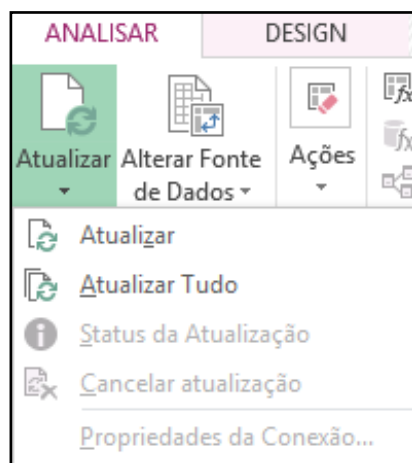 ANALISAR DESIGN
Atualizar Alterar Fonte Ações
de Dados
Atualizar
Atualizar Tudo
Status da Atualização
Cancelar atualização
Propriedades da Conexão...